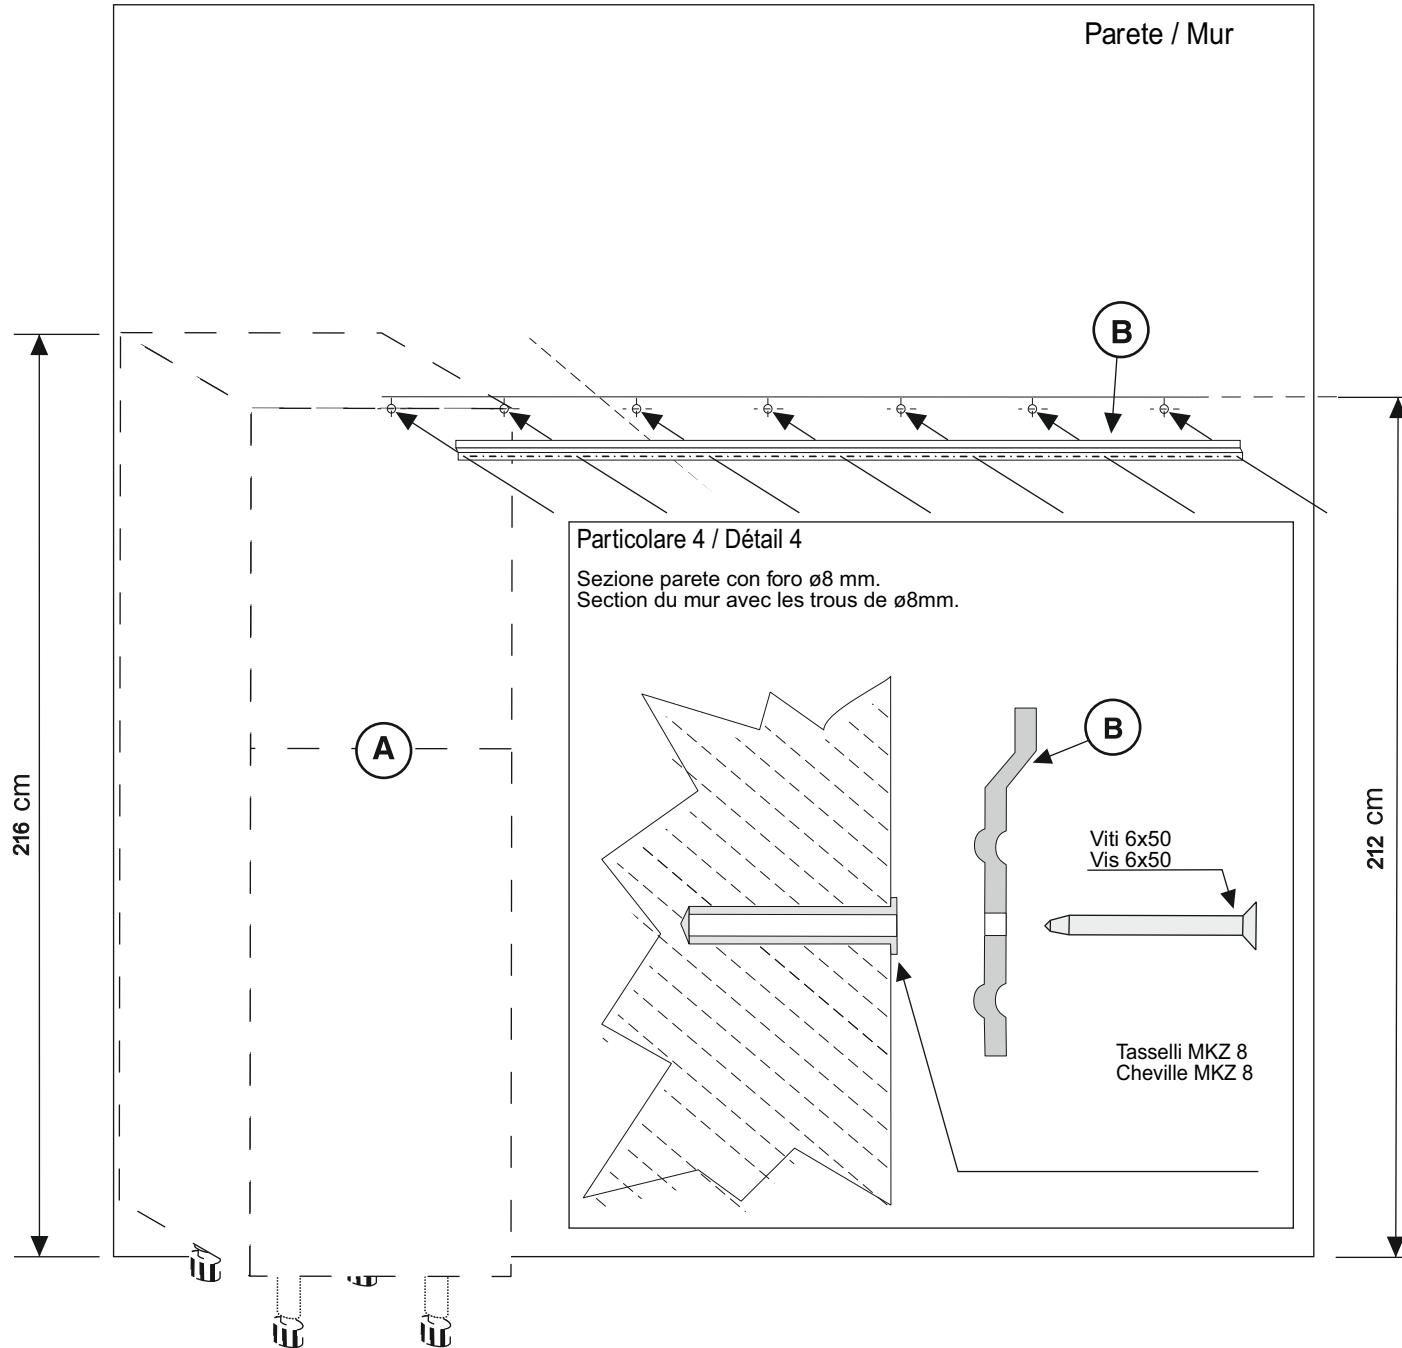 Parete / Mur
B
Particolare 4 / Détail 4
Sezione parete con foro ø8 mm.
Section du mur avec les trous de ø8mm.
A
B
216 cm
212 cm
Viti 6x50
Vis 6x50
Tasselli MKZ 8
Cheville MKZ 8